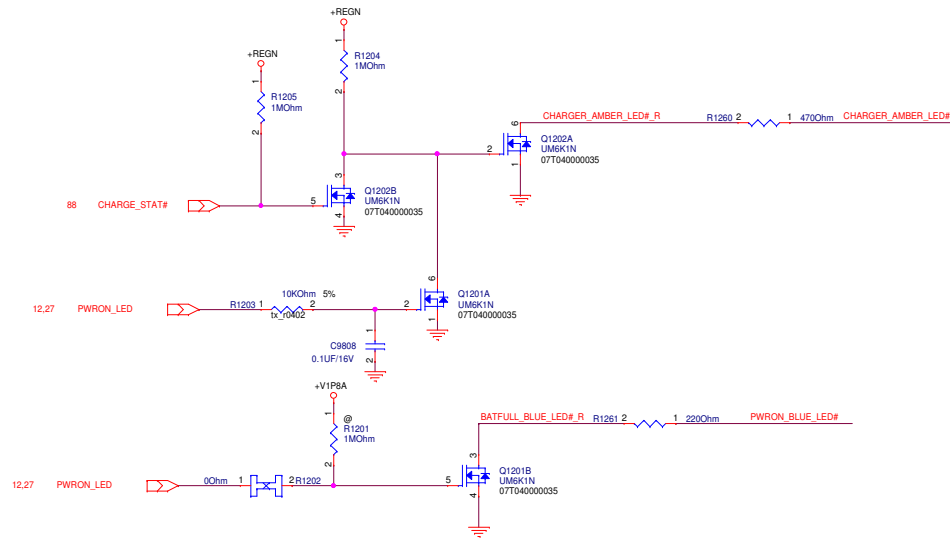 +REGN
1
R1204
1MOhm
2
+REGN
1
R1205
1MOhm
2
CHARGER_AMBER_LED#_R
R1260
2
1
470Ohm
CHARGER_AMBER_LED#
6
2
Q1202A
UM6K1N
07T040000035
1
3
Q1202B
UM6K1N
07T040000035
5
4
88
CHARGE_STAT#
6
Q1201A
UM6K1N
07T040000035
2
1
12,27
PWRON_LED
R1203
1
10KOhm
5%
2
tx_r0402
1
C9808
0.1UF/16V
2
+V1P8A
1
@
R1201
1MOhm
2
BATFULL_BLUE_LED#_R
R1261
2
1
220Ohm
PWRON_BLUE_LED#
3
Q1201B
UM6K1N
07T040000035
5
4
12,27
PWRON_LED
0Ohm
1
2
R1202